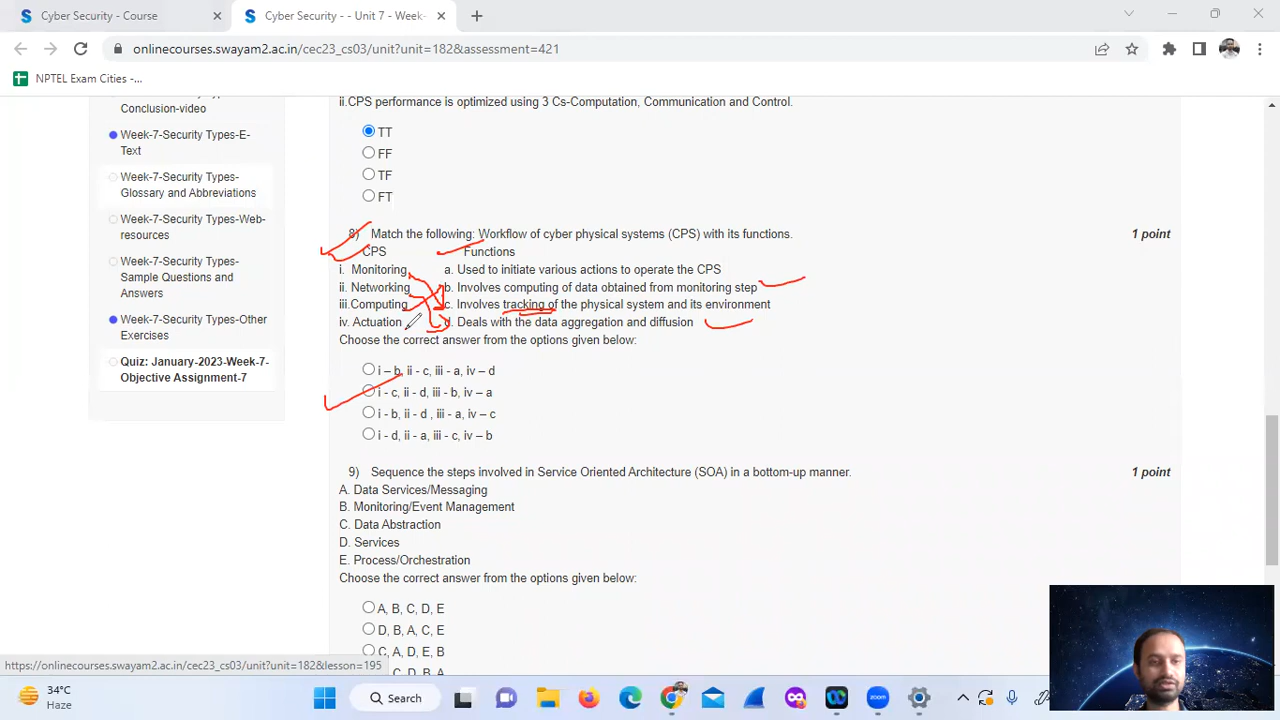 Cyber Security - Course
Cyber Security - - Unit 7 - Week-
onlinecourses.swayam2.ac.in/cec23_cs03/unit?unit=182&assessment=421
NPTEL Exam Cities -...
Conclusion-video
Week-7-Security Types-E-
Text
Week-7-Security Types-
Glossary and Abbreviations
Week-7-Security Types-Web-
resources
Week-7-Security Types-
Sample Questions and
Answers
Week-7-Security Types-Other
Exercises
Quiz: January-2023-Week-7-
Objective Assignment-7
ii.CPS performance is optimized using 3 Cs-Computation, Communication and Control.
TT
FF
TF
FT
8) Match the following: Workflow of cyber physical systems (CPS) with its functions. 1 point
CPS Functions
i. Monitoring a. Used to initiate various actions to operate the CPS
ii. Networking b. Involves computing of data obtained from monitoring step
iii.Computing c. Involves tracking of the physical system and its environment
iv. Actuation d. Deals with the data aggregation and diffusion
Choose the correct answer from the options given below:
i – b, ii - c, iii - a, iv – d
i - c, ii - d, iii - b, iv – a
i - b, ii - d , iii - a, iv – c
i - d, ii - a, iii - c, iv – b
9) Sequence the steps involved in Service Oriented Architecture (SOA) in a bottom-up manner. 1 point
A. Data Services/Messaging
B. Monitoring/Event Management
C. Data Abstraction
D. Services
E. Process/Orchestration
Choose the correct answer from the options given below:
A, B, C, D, E
D, B, A, C, E
C, A, D, E, B
C, D, B, A
https://onlinecourses.swayam2.ac.in/cec23_cs03/unit?unit=182&lesson=195
34°C
Haze
Search
zoom